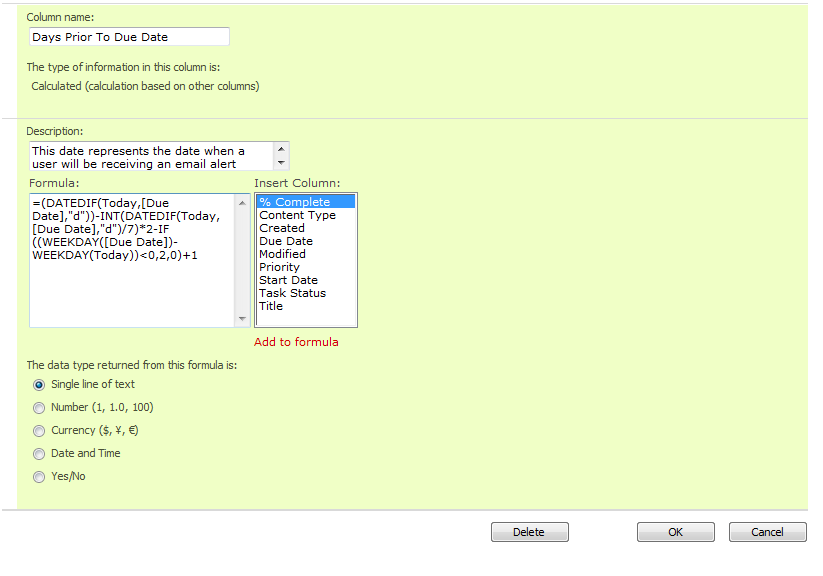 Column name:
Days Prior To Due Date
The type of information in this column is:
Calculated (calculation based on other columns)
Description:
This date represents the date when a
user will be receiving an email alert
Formula:
Insert Column:
=(DATEDIF(Today,[Due
Date],"d"))-INT(DATEDIF(Today,
[Due Date],"d")/7)*2-IF
((WEEKDAY([Due Date])-
WEEKDAY(Today))<0,2,0)+1
% Complete
Content Type
Created
Due Date
Modified
Priority
Start Date
Task Status
Title
Add to formula
The data type returned from this formula is:
Single line of text
Number (1, 1.0, 100)
Currency ($, ¥, €)
Date and Time
Yes/No
Delete
OK
Cancel